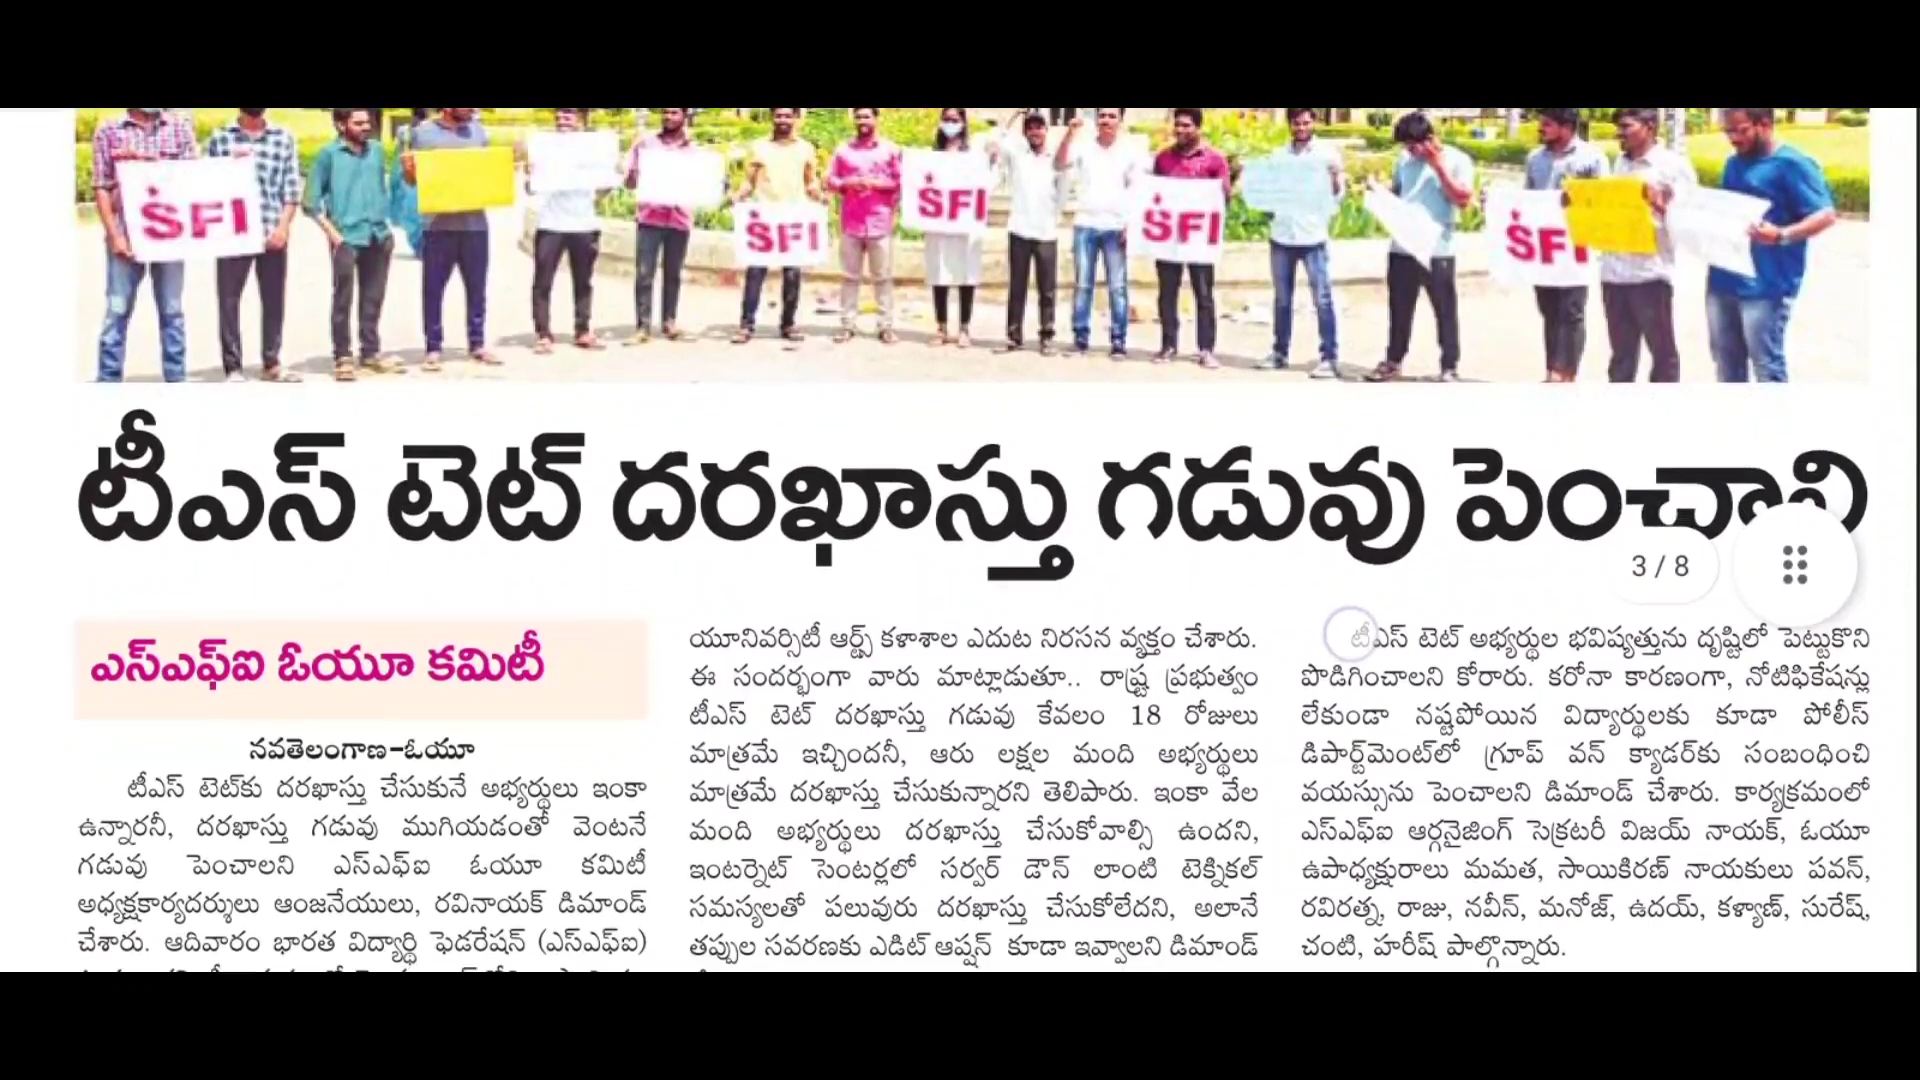 SFI
SFI
SFI
SFI
SFI
టీఎస్ టెట్ దరఖాస్తు గడువు పెంచాలి
3 / 8
ఎస్ఎఫ్ఐ ఓయూ కమిటీ
నవతెలంగాణ-ఓయూ
టీఎస్ టెట్‌కు దరఖాస్తు చేసుకునే అభ్యర్థులు ఇంకా
ఉన్నారనీ, దరఖాస్తు గడువు ముగియడంతో వెంటనే
గడువు పెంచాలని ఎస్ఎఫ్ఐ ఓయూ కమిటీ
అధ్యక్షకార్యదర్శులు ఆంజనేయులు, రవినాయక్ డిమాండ్
చేశారు. ఆదివారం భారత విద్యార్థి ఫెడరేషన్ (ఎస్ఎఫ్ఐ)
యూనివర్సిటీ ఆర్ట్స్ కళాశాల ఎదుట నిరసన వ్యక్తం చేశారు.
ఈ సందర్భంగా వారు మాట్లాడుతూ.. రాష్ట్ర ప్రభుత్వం
టీఎస్ టెట్ దరఖాస్తు గడువు కేవలం 18 రోజులు
మాత్రమే ఇచ్చిందనీ, ఆరు లక్షల మంది అభ్యర్థులు
మాత్రమే దరఖాస్తు చేసుకున్నారని తెలిపారు. ఇంకా వేల
మంది అభ్యర్థులు దరఖాస్తు చేసుకోవాల్సి ఉందని,
ఇంటర్నెట్ సెంటర్లలో సర్వర్ డౌన్ లాంటి టెక్నికల్
సమస్యలతో పలువురు దరఖాస్తు చేసుకోలేదని, అలానే
తప్పుల సవరణకు ఎడిట్ ఆప్షన్ కూడా ఇవ్వాలని డిమాండ్
టీఎస్ టెట్ అభ్యర్థుల భవిష్యత్తును దృష్టిలో పెట్టుకొని
పొడిగించాలని కోరారు. కరోనా కారణంగా, నోటిఫికేషన్లు
లేకుండా నష్టపోయిన విద్యార్థులకు కూడా పోలీస్
డిపార్ట్‌మెంట్‌లో గ్రూప్ వన్ క్యాడర్‌కు సంబంధించి
వయస్సును పెంచాలని డిమాండ్ చేశారు. కార్యక్రమంలో
ఎస్ఎఫ్ఐ ఆర్గనైజింగ్ సెక్రటరీ విజయ్ నాయక్, ఓయూ
ఉపాధ్యక్షురాలు మమత, సాయికిరణ్ నాయకులు పవన్,
రవిరత్న, రాజు, నవీన్, మనోజ్, ఉదయ్, కళ్యాణ్, సురేష్,
చంటి, హరీష్ పాల్గొన్నారు.